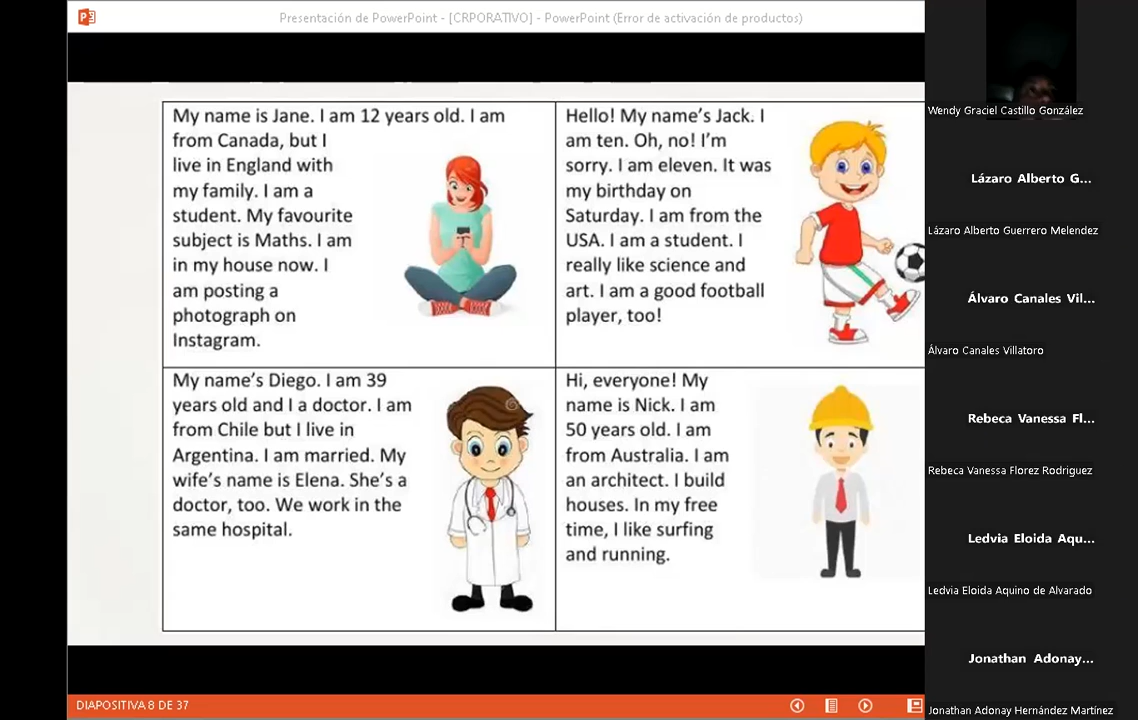 Presentación de PowerPoint - [CRPORATIVO] - PowerPoint (Error de activación de productos)
My name is Jane. I am 12 years old. I am
from Canada, but I
live in England with
my family. I am a
student. My favourite
subject is Maths. I am
in my house now. I
am posting a
photograph on
Instagram.
Hello! My name's Jack. I
am ten. Oh, no! I'm
sorry. I am eleven. It was
my birthday on
Saturday. I am from the
USA. I am a student. I
really like science and
art. I am a good football
player, too!
My name's Diego. I am 39
years old and I a doctor. I am
from Chile but I live in
Argentina. I am married. My
wife's name is Elena. She's a
doctor, too. We work in the
same hospital.
Hi, everyone! My
name is Nick. I am
50 years old. I am
from Australia. I am
an architect. I build
houses. In my free
time, I like surfing
and running.
DIAPOSITIVA 8 DE 37
Wendy Graciel Castillo González
Lázaro Alberto G...
Lázaro Alberto Guerrero Melendez
Álvaro Canales Vil...
Álvaro Canales Villatoro
Rebeca Vanessa Fl...
Rebeca Vanessa Florez Rodriguez
Ledvia Eloida Aqu...
Ledvia Eloida Aquino de Alvarado
Jonathan Adonay...
Jonathan Adonay Hernández Martínez